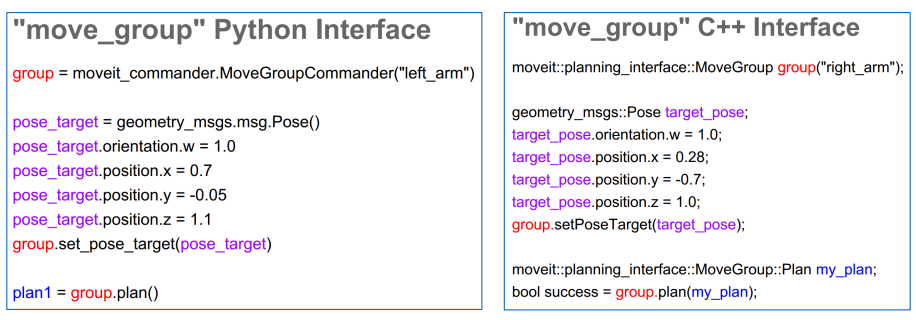 "move_group" Python Interface
group = moveit_commander.MoveGroupCommander("left_arm")
pose_target = geometry_msgs.msg.Pose()
pose_target.orientation.w = 1.0
pose_target.position.x = 0.7
pose_target.position.y = -0.05
pose_target.position.z = 1.1
group.set_pose_target(pose_target)
plan1 = group.plan()
"move_group" C++ Interface
moveit::planning_interface::MoveGroup group("right_arm");
geometry_msgs::Pose target_pose;
target_pose.orientation.w = 1.0;
target_pose.position.x = 0.28;
target_pose.position.y = -0.7;
target_pose.position.z = 1.0;
group.setPoseTarget(target_pose);
moveit::planning_interface::MoveGroup::Plan my_plan;
bool success = group.plan(my_plan);